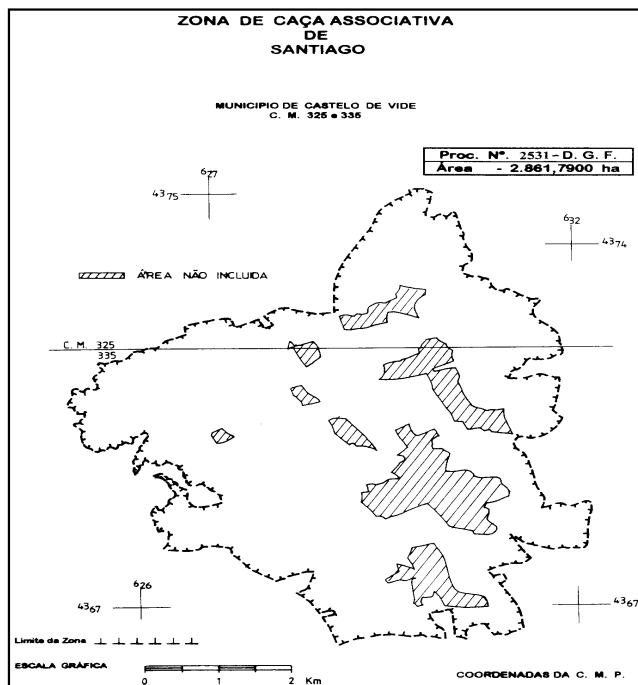 ZONA DE CAÇA ASSOCIATIVA
DE
SANTIAGO
MUNICIPIO DE CASTELO DE VIDE
C. M. 325 e 335
Proc. Nº. 2531-D. G. F.
Área - 2.861,7900 ha
627
4375
632
4374
ÁREA NÃO INCLUIDA
C. M. 325
335
626
4367
4367
Limite da Zona
ESCALA GRÁFICA
0 1 2 Km
COORDENADAS DA C. M. P.